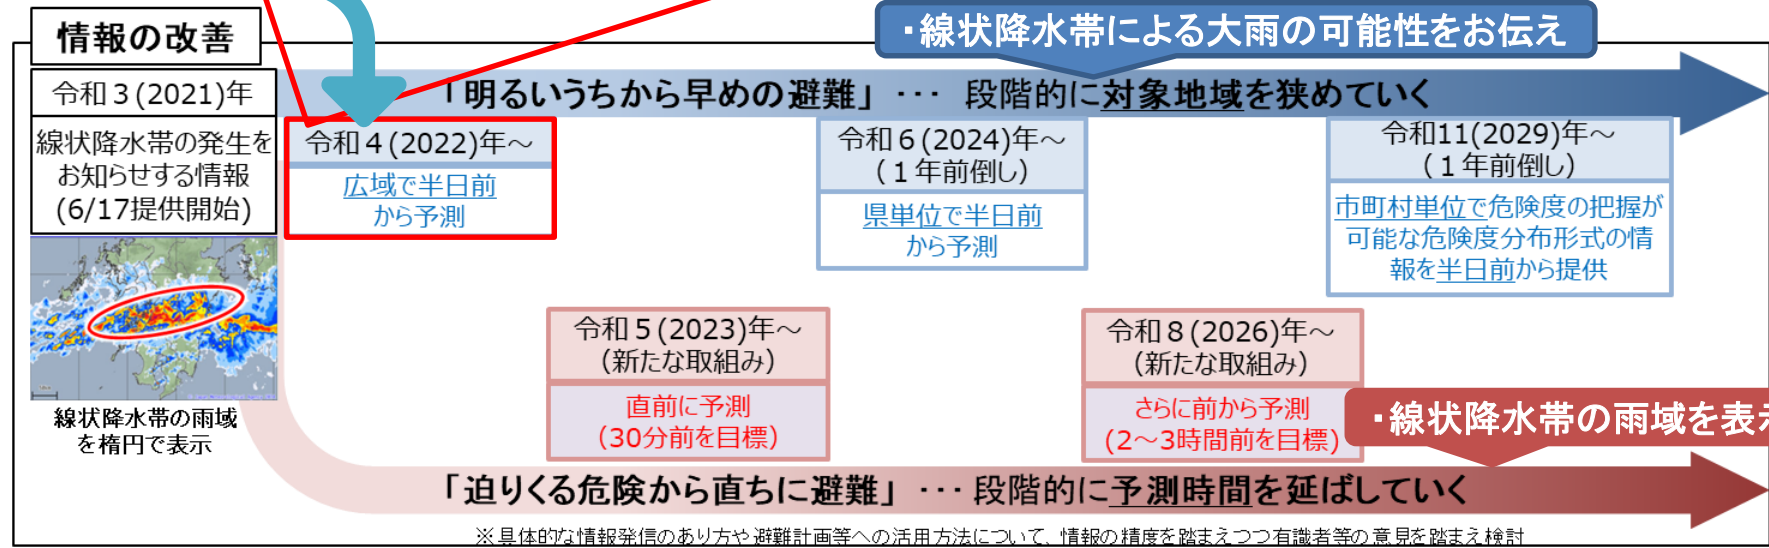 情報の改善
・線状降水帯による大雨の可能性をお伝え
「明るいうちから早めの避難」 ･･･ 段階的に対象地域を狭めていく
令和３(2021)年
線状降水帯の発生を
お知らせする情報
(6/17提供開始)
線状降水帯の雨域
を楕円で表示
令和４(2022)年～
広域で半日前
から予測
令和６(2024)年～
(１年前倒し)
県単位で半日前
から予測
令和11(2029)年～
(１年前倒し)
市町村単位で危険度の把握が
可能な危険度分布形式の情
報を半日前から提供
令和５(2023)年～
(新たな取組み)
直前に予測
(30分前を目標)
令和８(2026)年～
(新たな取組み)
さらに前から予測
(2～3時間前を目標)
・線状降水帯の雨域を表示
「迫りくる危険から直ちに避難」 ･･･ 段階的に予測時間を延ばしていく
※具体的な情報発信のあり方や避難計画等への活用方法について、情報の精度を踏まえつつ有識者等の意見を踏まえ検討